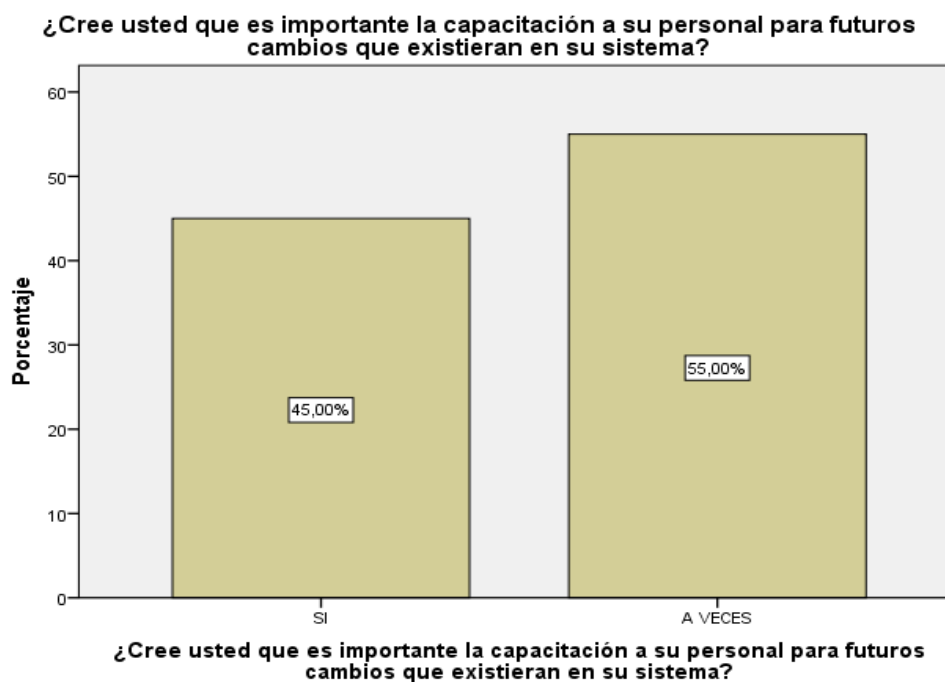 ¿Cree usted que es importante la capacitación a su personal para futuros
cambios que existieran en su sistema?
60
50
40
30
20
10
0
Porcentaje
45,00%
55,00%
SI
A VECES
¿Cree usted que es importante la capacitación a su personal para futuros
cambios que existieran en su sistema?